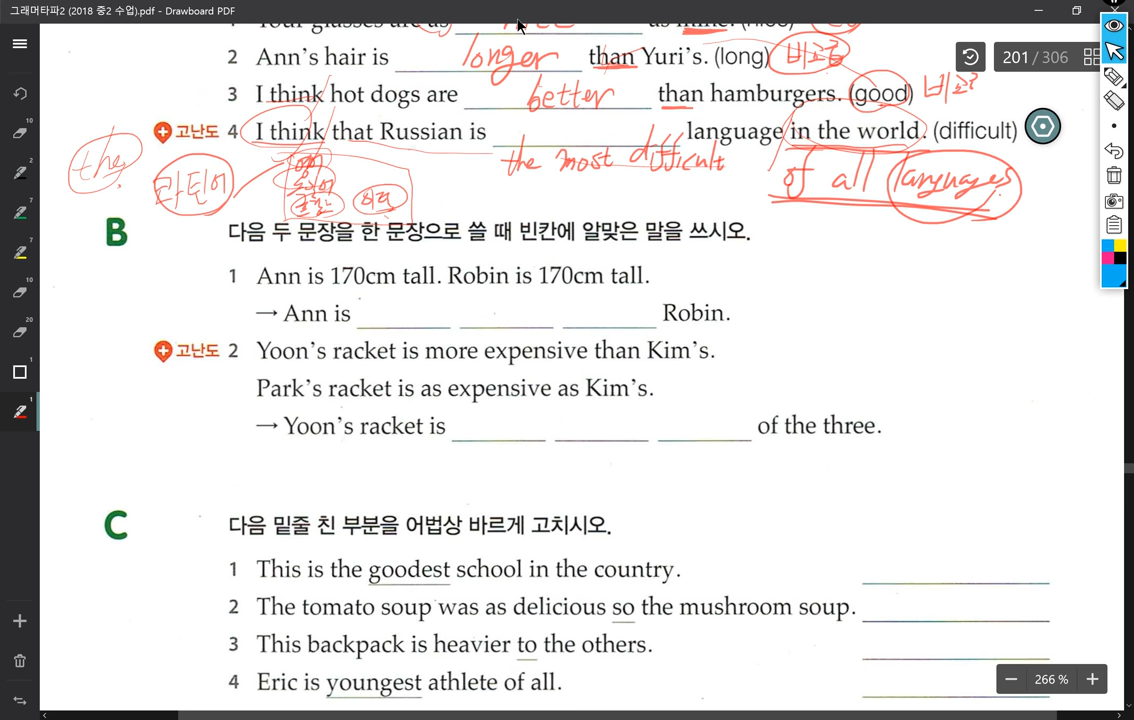 그래머타파2 (2018 중2 수업).pdf - Drawboard PDF
201 / 306
2 Ann's hair is longer than Yuri's. (long) 비교급
3 I think hot dogs are better than hamburgers. (good) 비교급
고난도 4 I think that Russian is the most difficult language in the world. (difficult)
the
라틴어
of all languages
B 다음 두 문장을 한 문장으로 쓸 때 빈칸에 알맞은 말을 쓰시오.
1 Ann is 170cm tall. Robin is 170cm tall.
→ Ann is Robin.
고난도 2 Yoon's racket is more expensive than Kim's.
Park's racket is as expensive as Kim's.
→ Yoon's racket is of the three.
C 다음 밑줄 친 부분을 어법상 바르게 고치시오.
1 This is the goodest school in the country.
2 The tomato soup was as delicious so the mushroom soup.
3 This backpack is heavier to the others.
4 Eric is youngest athlete of all.
266 %
10
2
7
7
10
20
1
1